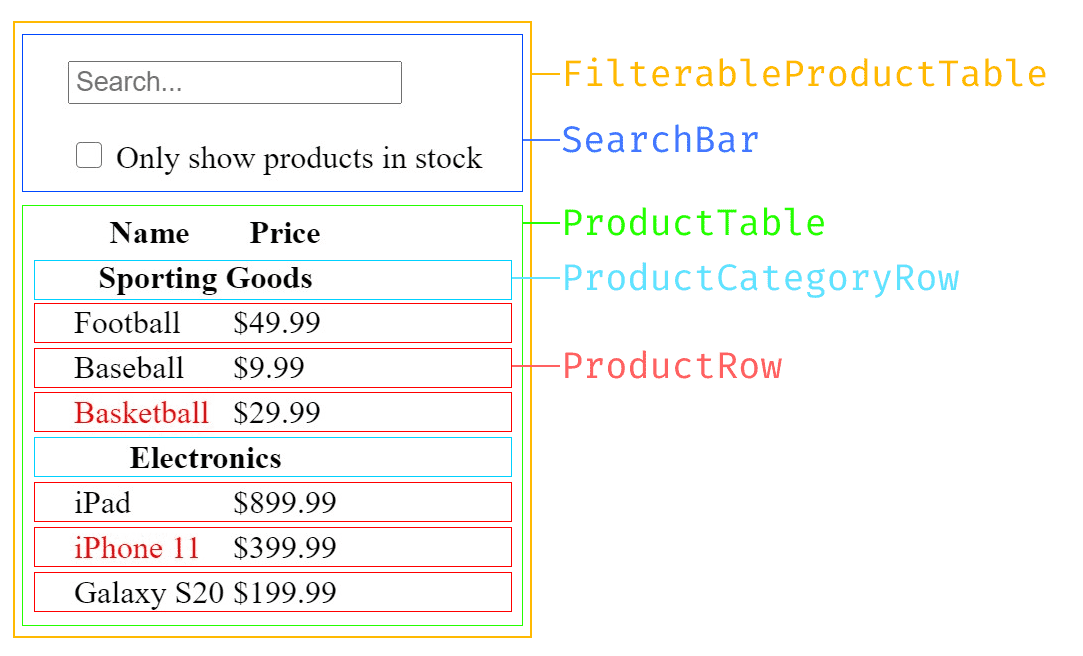 Search...
Only show products in stock
Name Price
Sporting Goods
Football $49.99
Baseball $9.99
Basketball $29.99
Electronics
iPad $899.99
iPhone 11 $399.99
Galaxy S20 $199.99
FilterableProductTable
SearchBar
ProductTable
ProductCategoryRow
ProductRow